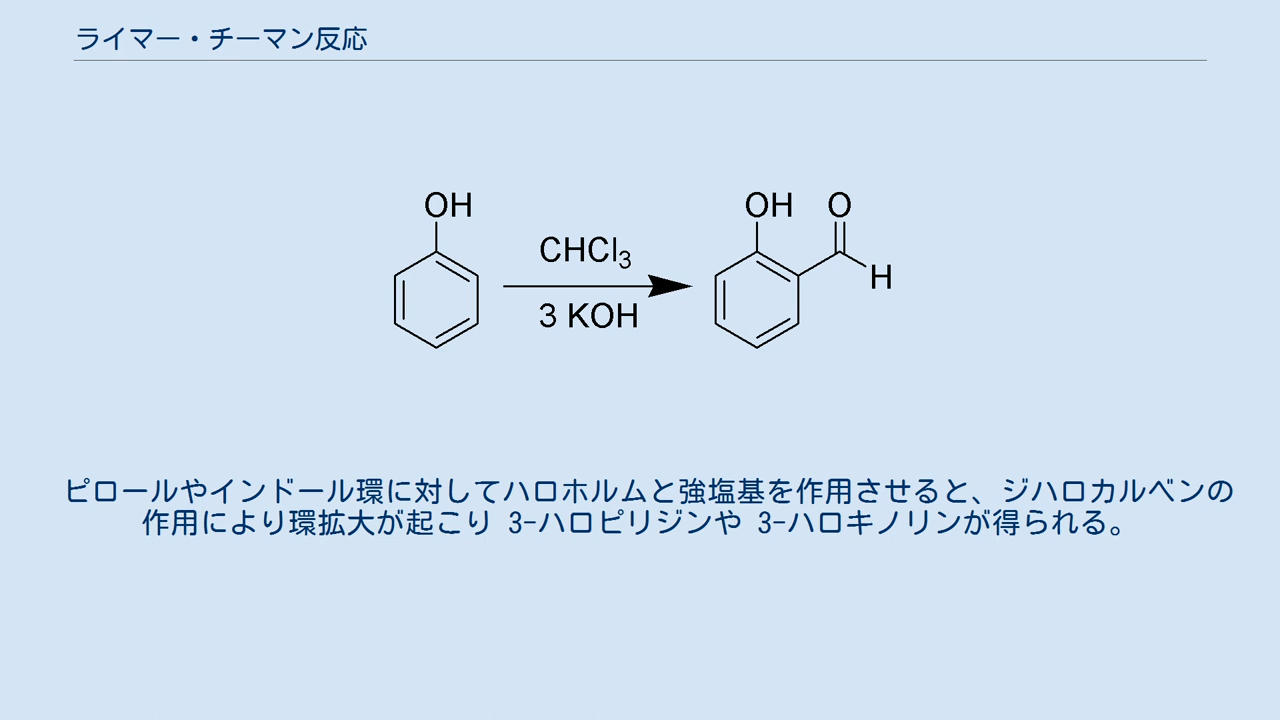 ライマー・チーマン反応
OH
CHCl3
3 KOH
OH O
H
ピロールやインドール環に対してハロホルムと強塩基を作用させると、ジハロカルベンの
作用により環拡大が起こり 3-ハロピリジンや 3-ハロキノリンが得られる。